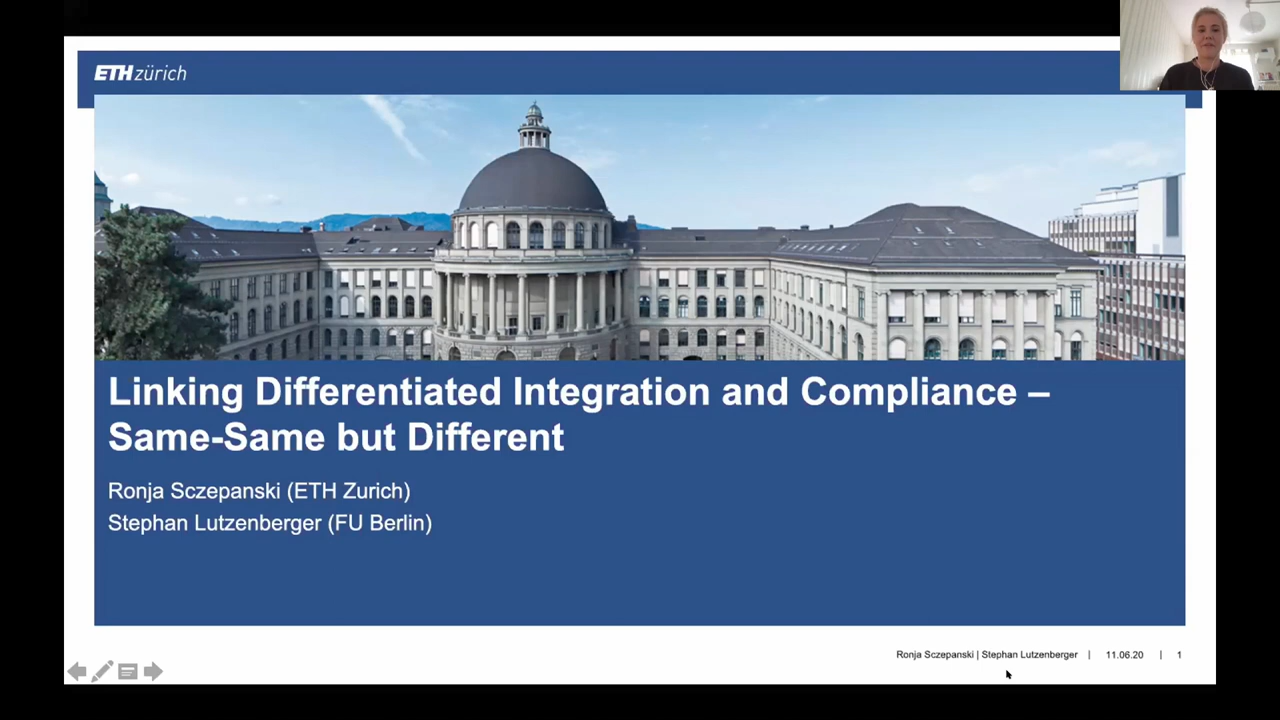 ETH zürich
Linking Differentiated Integration and Compliance –
Same-Same but Different
Ronja Sczepanski (ETH Zurich)
Stephan Lutzenberger (FU Berlin)
Ronja Sczepanski | Stephan Lutzenberger | 11.06.20 | 1